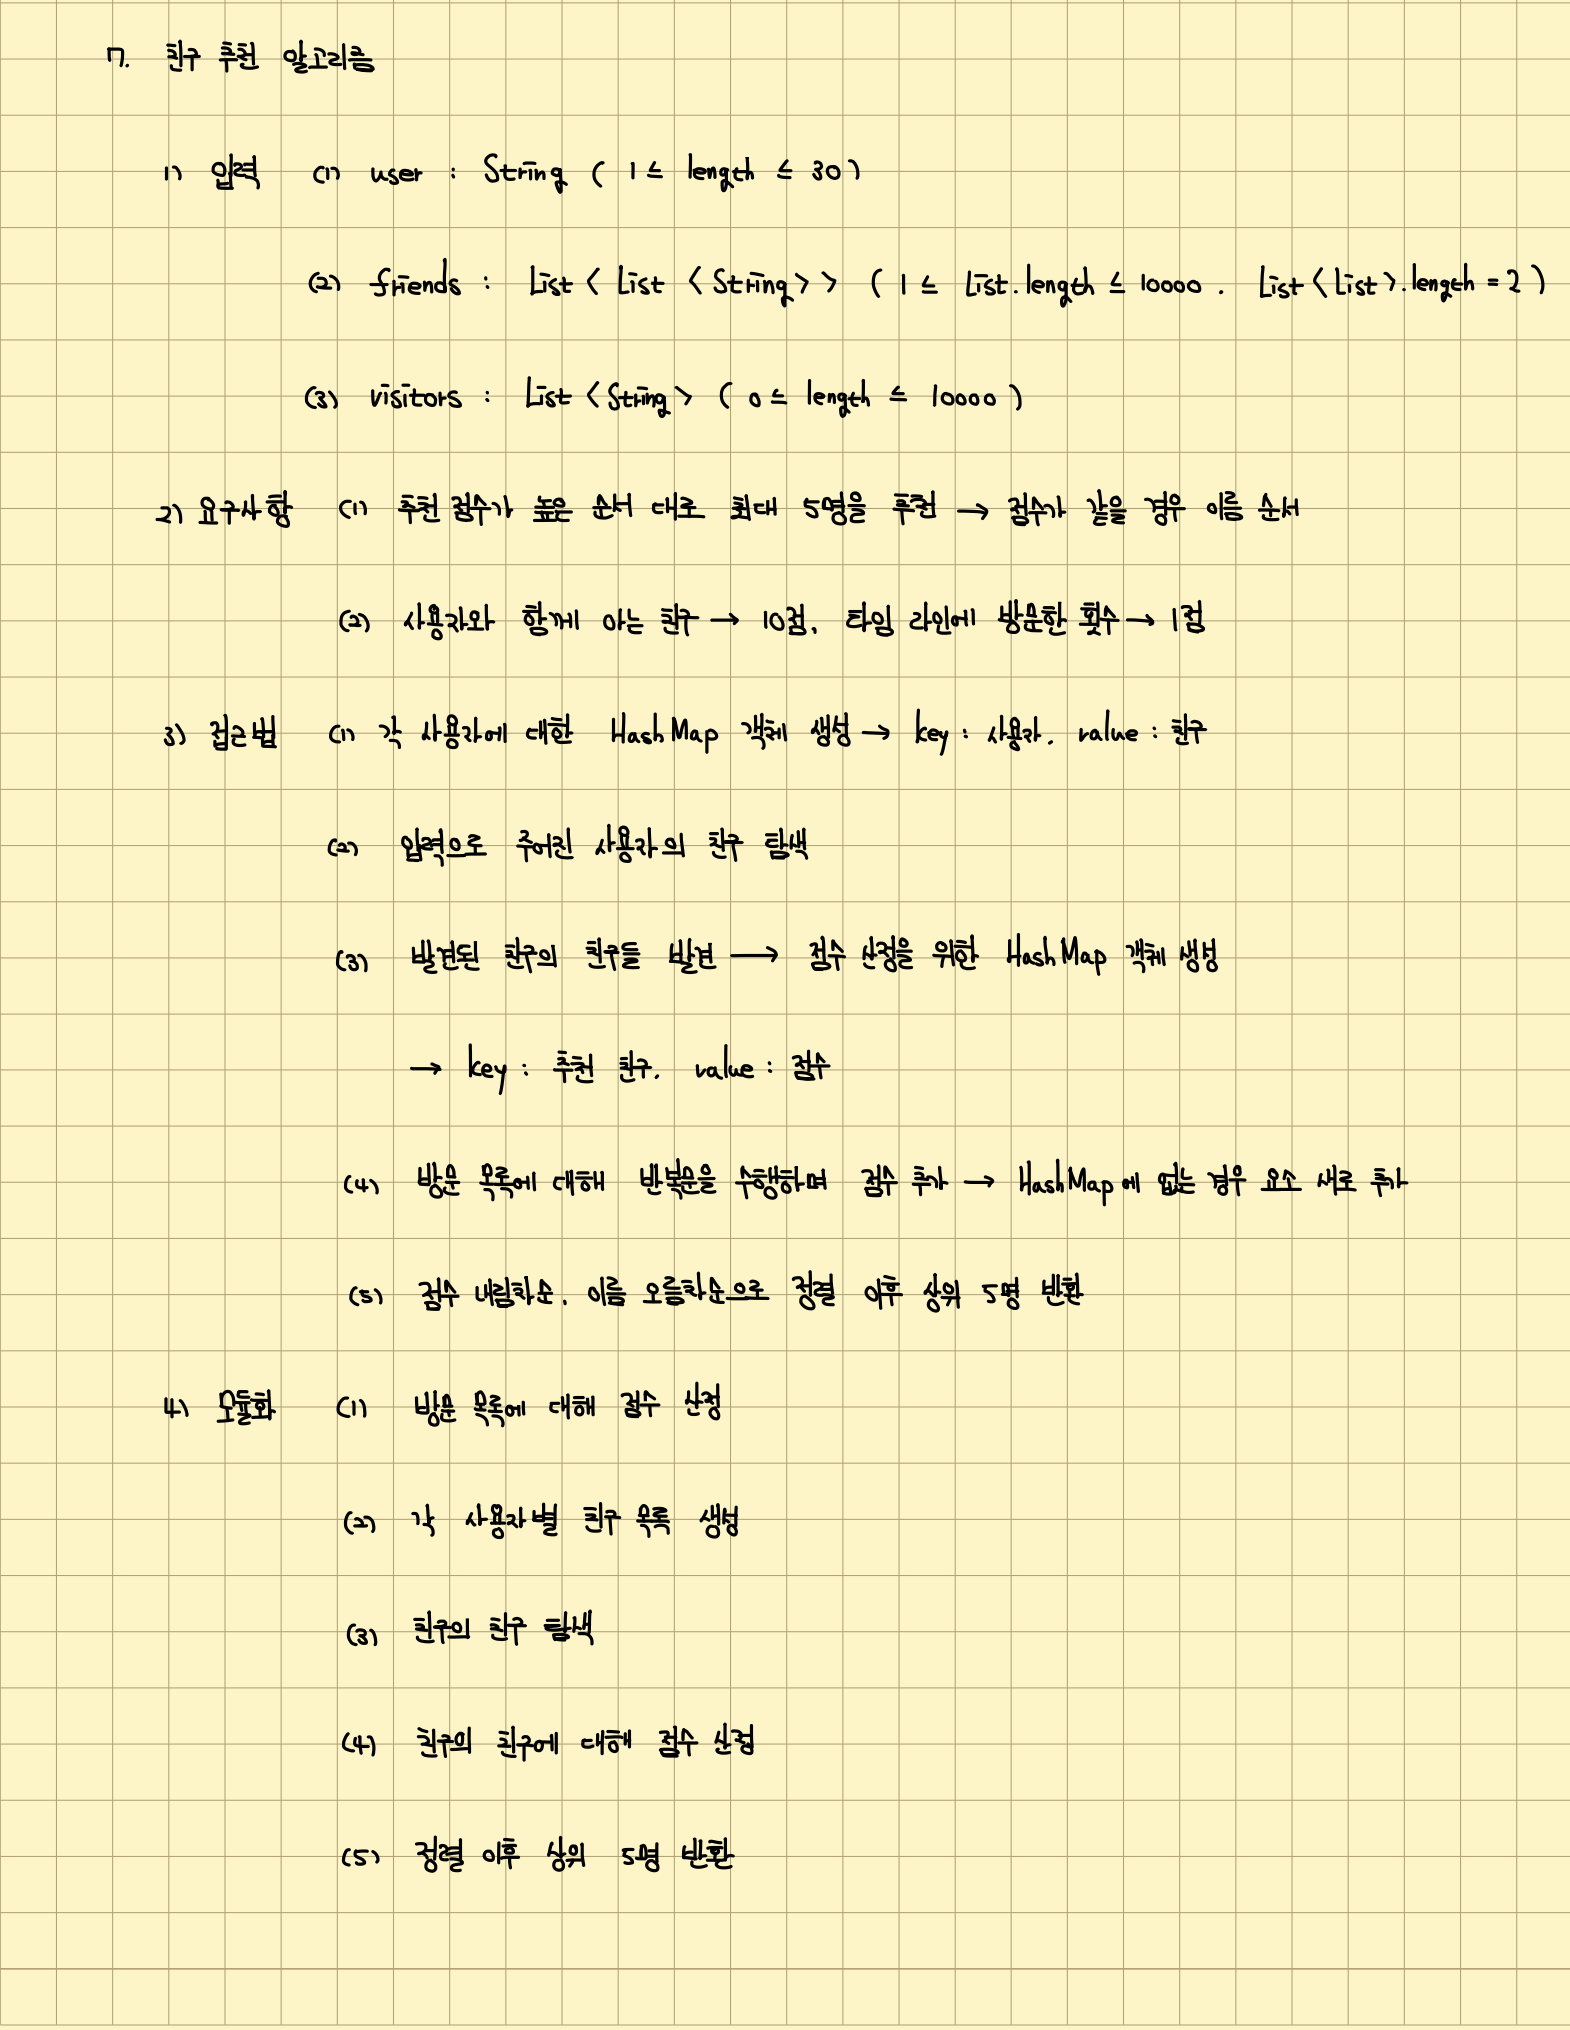 7. 친구 추천 알고리즘
1) 입력 (1) user : String ( 1 ≤ length ≤ 30 )
(2) friends : List < List < String > > ( 1 ≤ List.length ≤ 10000 . List < List >.length = 2 )
(3) visitors : List < String > ( 0 ≤ length ≤ 10000 )
2) 요구사항 (1) 추천 점수가 높은 순서 대로 최대 5명을 추천 → 점수가 같을 경우 이름 순서
(2) 사용자와 함께 아는 친구 → 10점, 타임 라인에 방문한 횟수 → 1점
3) 접근법 (1) 각 사용자에 대한 HashMap 객체 생성 → key : 사용자. value : 친구
(2) 입력으로 주어진 사용자의 친구 탐색
(3) 발견된 친구의 친구들 발견 → 점수 산정을 위한 HashMap 객체 생성
→ key : 추천 친구. value : 점수
(4) 방문 목록에 대해 반복문을 수행하며 점수 추가 → HashMap에 없는 경우 요소 새로 추가
(5) 점수 내림차순. 이름 오름차순으로 정렬 이후 상위 5명 반환
4) 모듈화 (1) 방문 목록에 대해 점수 산정
(2) 각 사용자별 친구 목록 생성
(3) 친구의 친구 탐색
(4) 친구의 친구에 대해 점수 산정
(5) 정렬 이후 상위 5명 반환